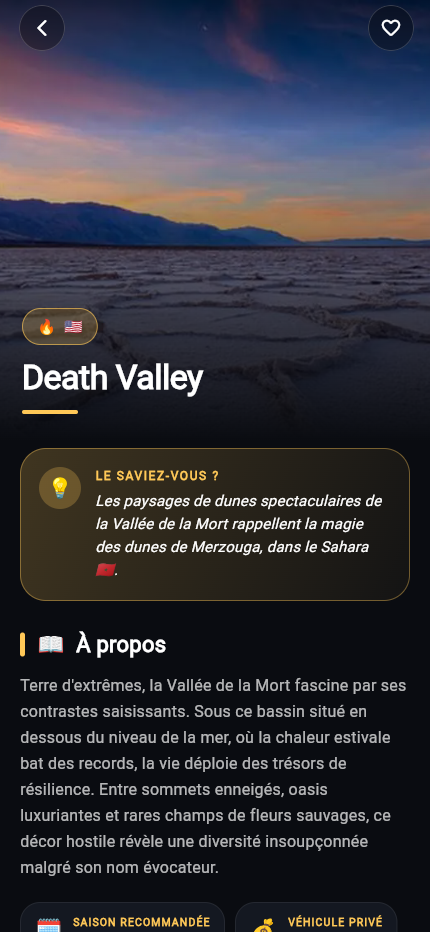 Death Valley
LE SAVIEZ-VOUS ?
Les paysages de dunes spectaculaires de
la Vallée de la Mort rappellent la magie
des dunes de Merzouga, dans le Sahara
🇲🇦.
À propos
Terre d'extrêmes, la Vallée de la Mort fascine par ses
contrastes saisissants. Sous ce bassin situé en
dessous du niveau de la mer, où la chaleur estivale
bat des records, la vie déploie des trésors de
résilience. Entre sommets enneigés, oasis
luxuriantes et rares champs de fleurs sauvages, ce
décor hostile révèle une diversité insoupçonnée
malgré son nom évocateur.
SAISON RECOMMANDÉE
VÉHICULE PRIVÉ